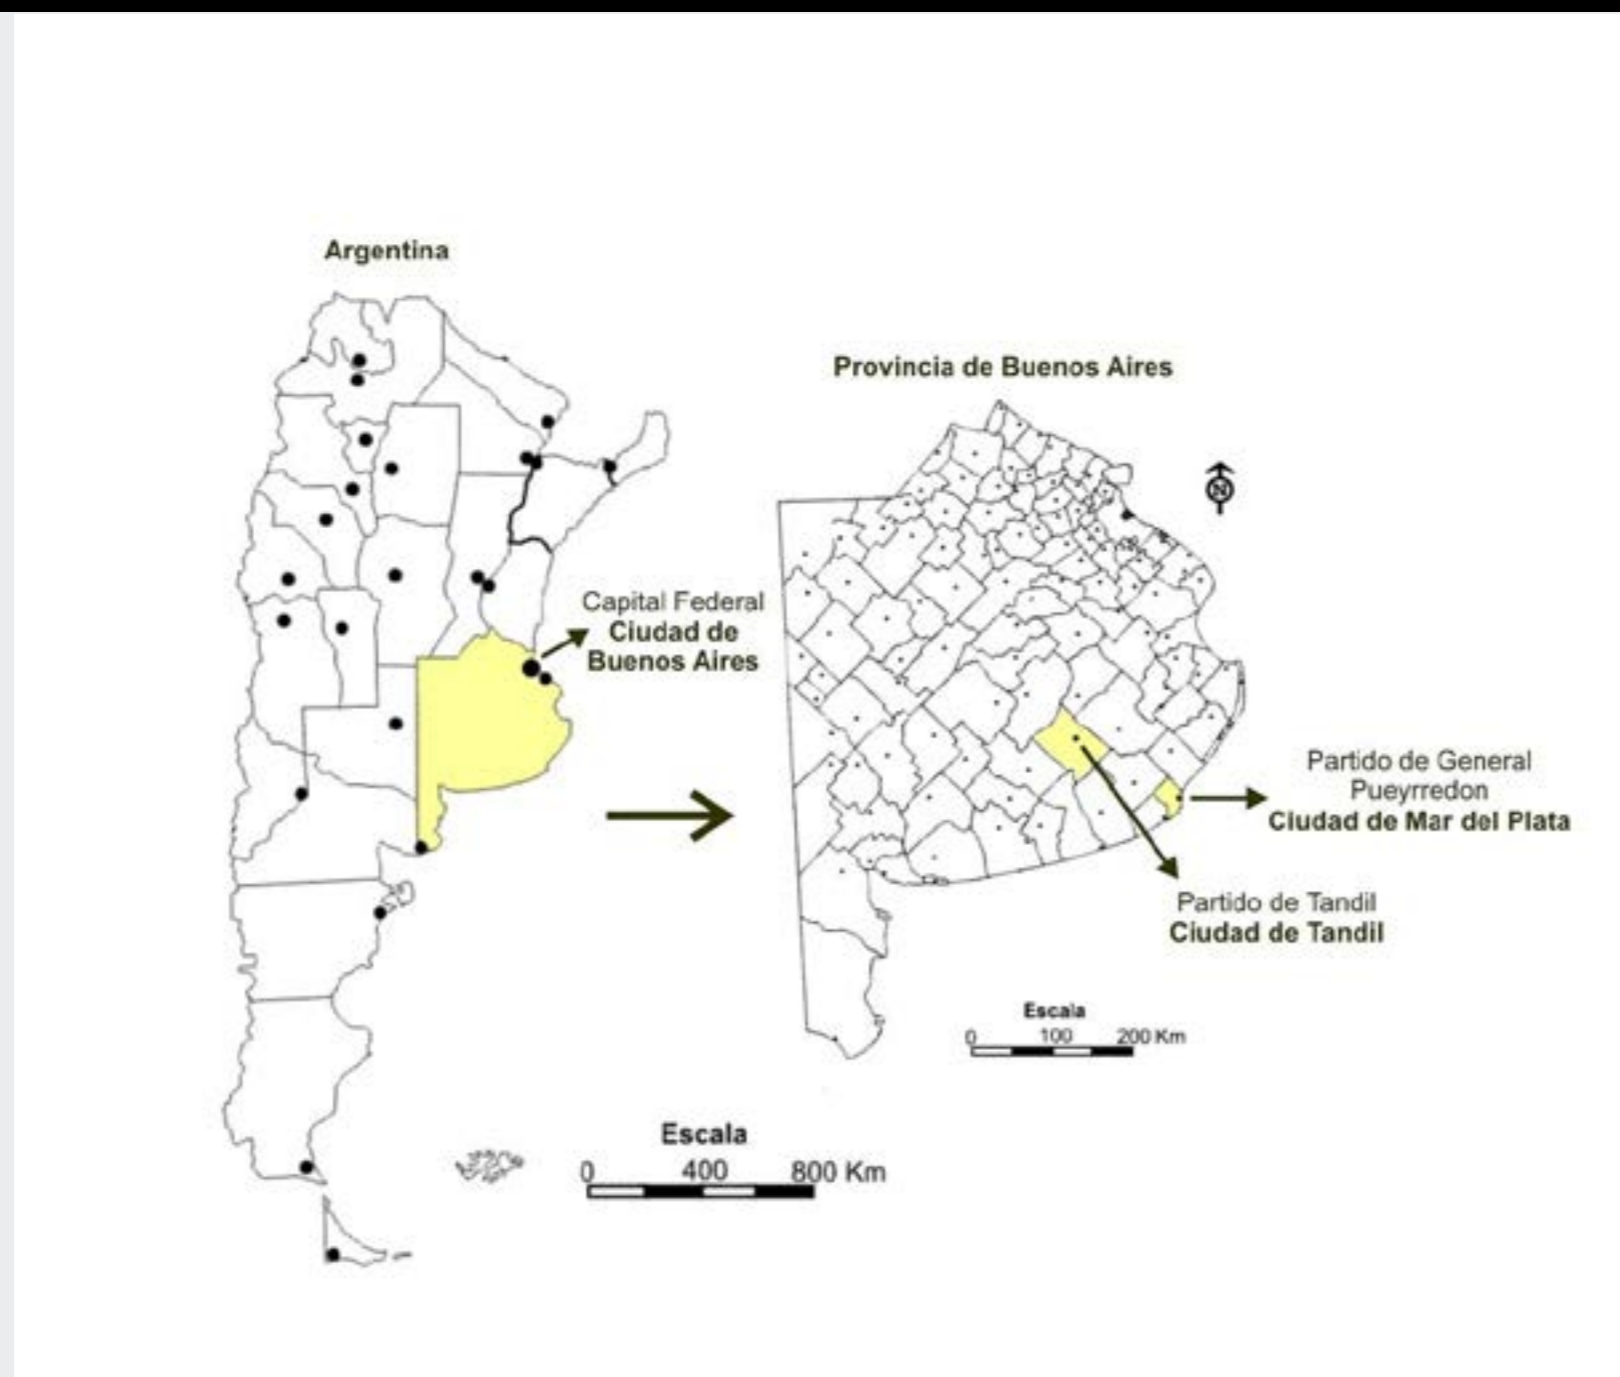 Argentina
Provincia de Buenos Aires
N
Capital Federal
Ciudad de
Buenos Aires
Partido de General
Pueyrredon
Ciudad de Mar del Plata
Partido de Tandil
Ciudad de Tandil
Escala
0 100 200 Km
Escala
0 400 800 Km